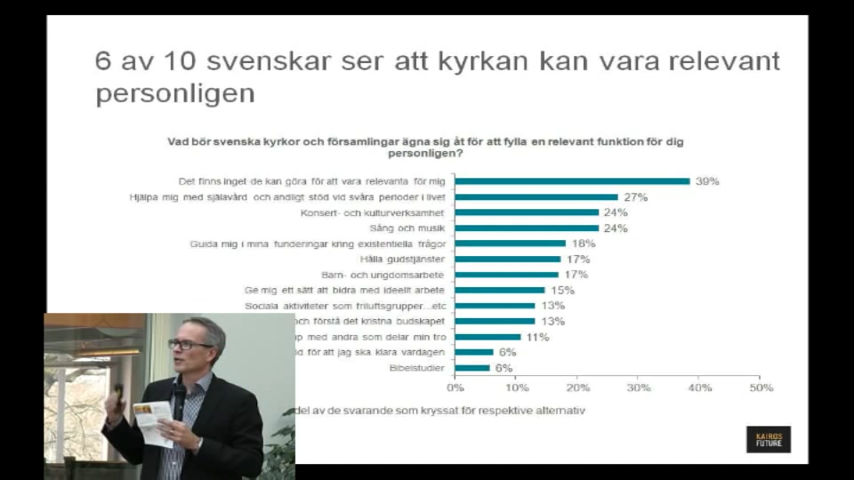 6 av 10 svenskar ser att kyrkan kan vara relevant
personligen
Vad bör svenska kyrkor och församlingar ägna sig åt för att fylla en relevant funktion för dig
personligen?
Det finns inget de kan göra för att vara relevanta för mig 39%
Hjälpa mig med själavård och andligt stöd vid svåra perioder i livet 27%
Konsert- och kulturverksamhet 24%
Sång och musik 24%
Guida mig i mina funderingar kring existentiella frågor 18%
Hålla gudstjänster 17%
Barn- och ungdomsarbete 17%
Ge mig ett sätt att bidra med ideellt arbete 15%
Sociala aktiviteter som friluftsgrupper...etc 13%
och förstå det kristna budskapet 13%
med andra som delar min tro 11%
för att jag ska klara vardagen 6%
Bibelstudier 6%
0% 10% 20% 30% 40% 50%
del av de svarande som kryssat för respektive alternativ
KAIROS
FUTURE